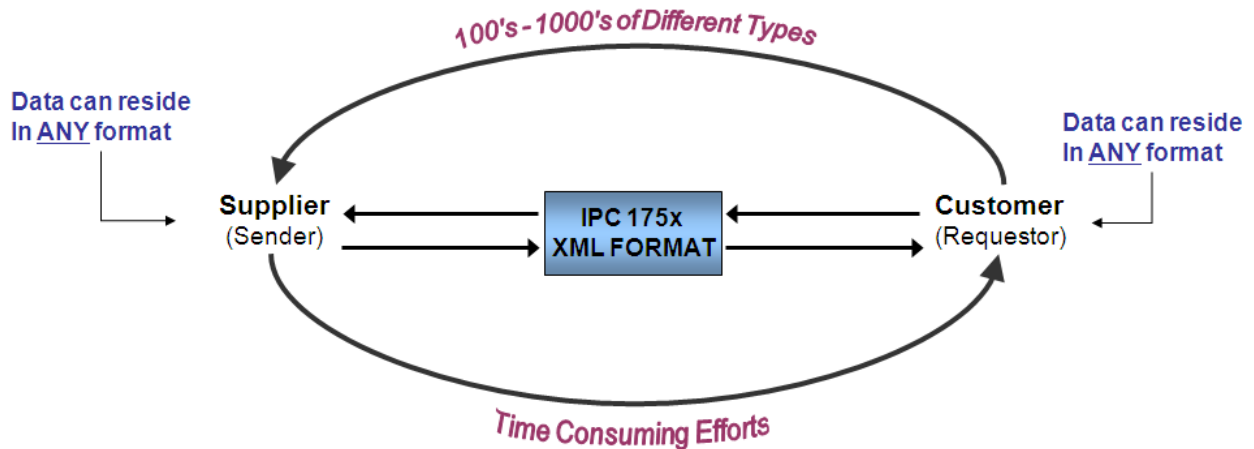 100's - 1000's of Different Types
Data can reside
In ANY format
Data can reside
In ANY format
Supplier
(Sender)
IPC 175x
XML FORMAT
Customer
(Requestor)
Time Consuming Efforts